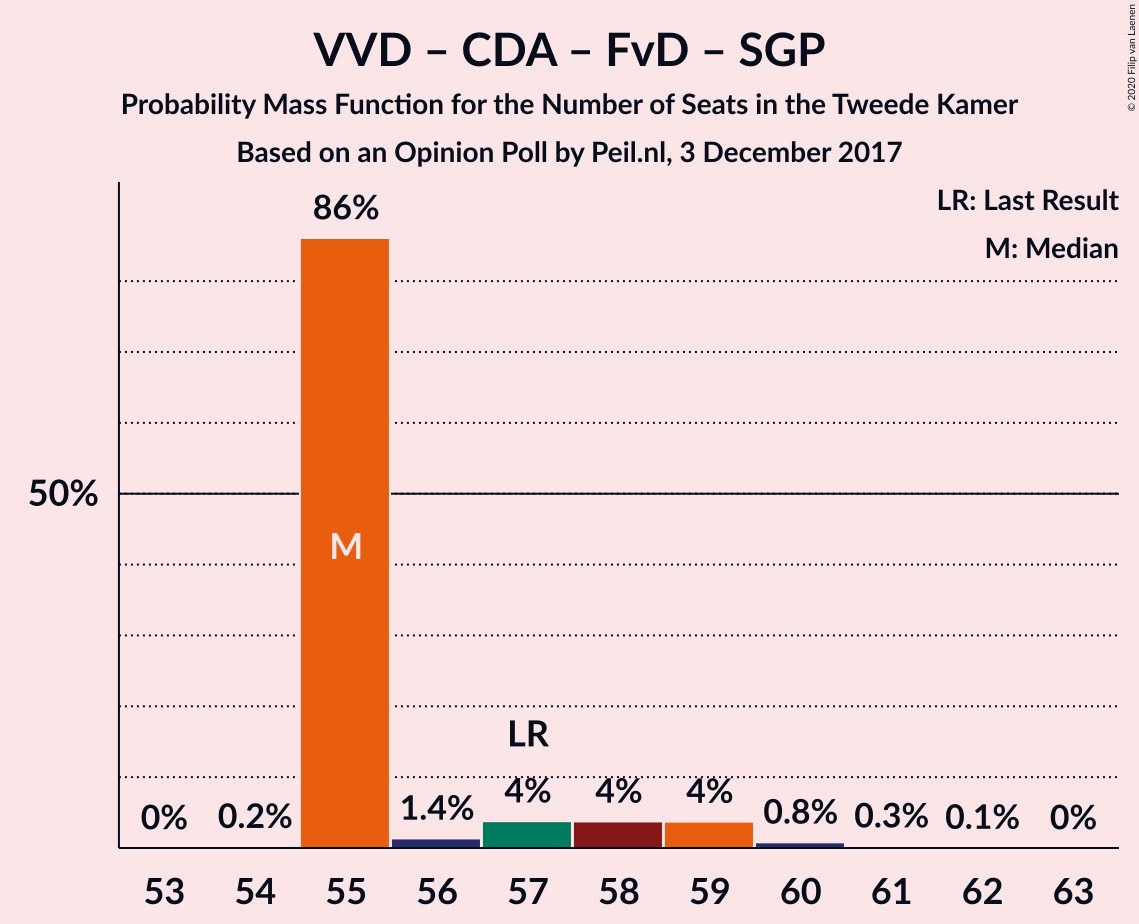 VVD – CDA – FvD – SGP
Probability Mass Function for the Number of Seats in the Tweede Kamer
Based on an Opinion Poll by Peil.nl, 3 December 2017
© 2020 Filip van Laenen
LR: Last Result
M: Median
86%
50%
M
LR
0%
0.2%
1.4%
4%
4%
4%
0.8%
0.3%
0.1%
0%
53 54 55 56 57 58 59 60 61 62 63